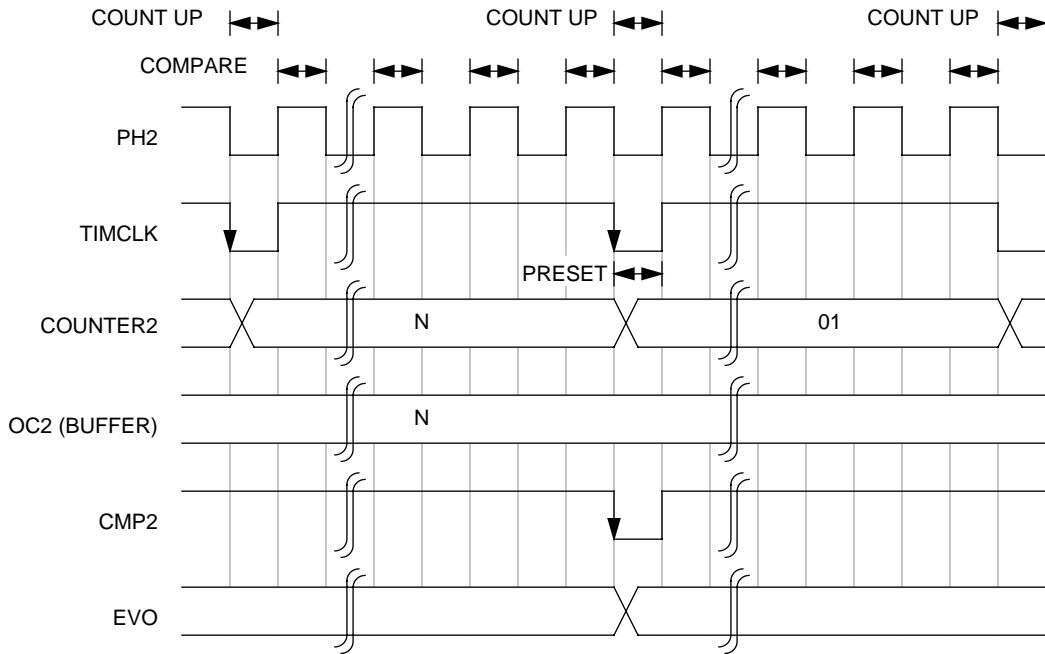 COUNT UP COUNT UP COUNT UP
COMPARE
PH2
TIMCLK
PRESET
COUNTER2 N 01
OC2 (BUFFER) N
CMP2
EVO